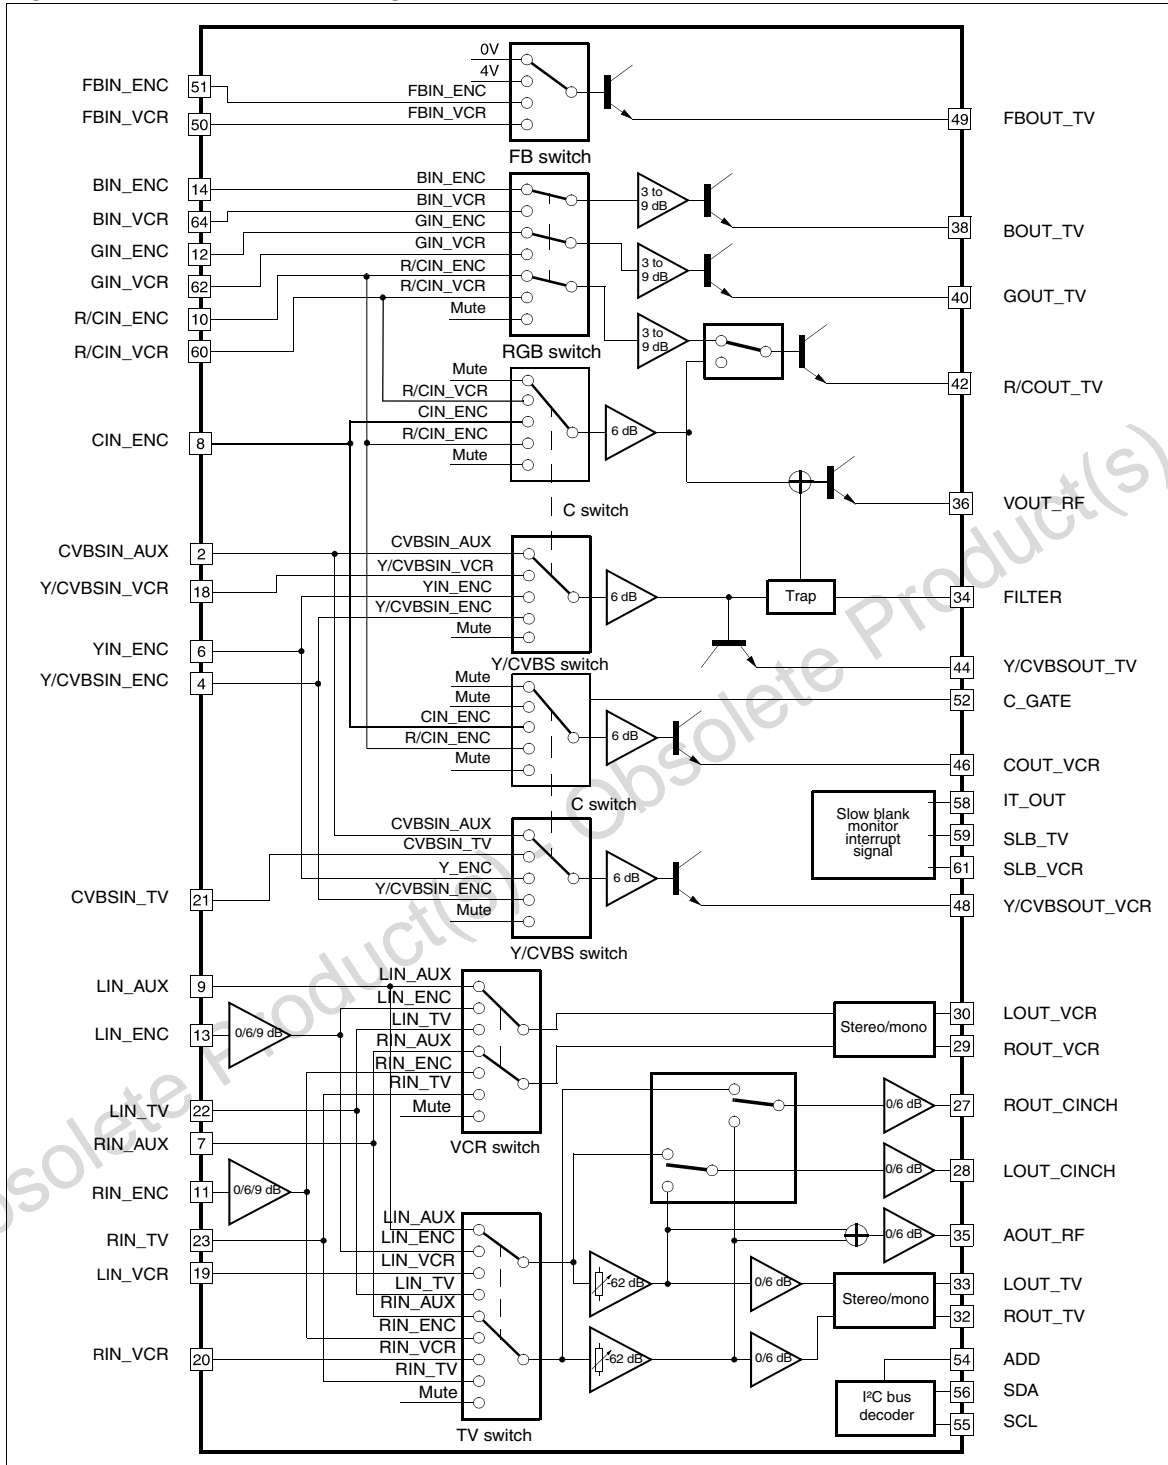 0V
4V
FBIN_ENC
51
FBIN_ENC
FBIN_VCR
50
FBIN_VCR
FB switch
49
FBOUT_TV
BIN_ENC
14
BIN_ENC
BIN_VCR
64
BIN_VCR
GIN_ENC
12
GIN_ENC
GIN_VCR
62
GIN_VCR
R/CIN_ENC
10
R/CIN_ENC
R/CIN_VCR
60
R/CIN_VCR
Mute
RGB switch
3 to
9 dB
38
BOUT_TV
3 to
9 dB
40
GOUT_TV
3 to
9 dB
42
R/COUT_TV
Mute
R/CIN_VCR
CIN_ENC
CIN_ENC
8
R/CIN_ENC
Mute
6 dB
C switch
36
VOUT_RF
CVBSIN_AUX
2
CVBSIN_AUX
Y/CVBSIN_VCR
18
Y/CVBSIN_VCR
YIN_ENC
Y/CVBSIN_ENC
Mute
6 dB
Trap
34
FILTER
YIN_ENC
6
Y/CVBS switch
44
Y/CVBSOUT_TV
Y/CVBSIN_ENC
4
Mute
Mute
CIN_ENC
R/CIN_ENC
Mute
6 dB
C switch
52
C_GATE
46
COUT_VCR
Slow blank
monitor
interrupt
signal
58
IT_OUT
59
SLB_TV
61
SLB_VCR
CVBSIN_AUX
CVBSIN_TV
Y_ENC
Y/CVBSIN_ENC
Mute
6 dB
CVBSIN_TV
21
48
Y/CVBSOUT_VCR
Y/CVBS switch
LIN_AUX
9
LIN_AUX
LIN_ENC
13
0/6/9 dB
LIN_ENC
LIN_TV
RIN_AUX
RIN_ENC
RIN_TV
Mute
VCR switch
Stereo/mono
30
LOUT_VCR
29
ROUT_VCR
LIN_TV
22
RIN_AUX
7
0/6 dB
27
ROUT_CINCH
RIN_ENC
11
0/6/9 dB
0/6 dB
28
LOUT_CINCH
RIN_TV
23
LIN_VCR
19
LIN_AUX
LIN_ENC
LIN_VCR
LIN_TV
RIN_AUX
RIN_ENC
RIN_VCR
RIN_TV
Mute
TV switch
0/6 dB
35
AOUT_RF
-62 dB
0/6 dB
Stereo/mono
33
LOUT_TV
32
ROUT_TV
RIN_VCR
20
-62 dB
0/6 dB
54
ADD
I²C bus
decoder
56
SDA
55
SCL
Obsolete Product(s) - Obsolete Product(s)